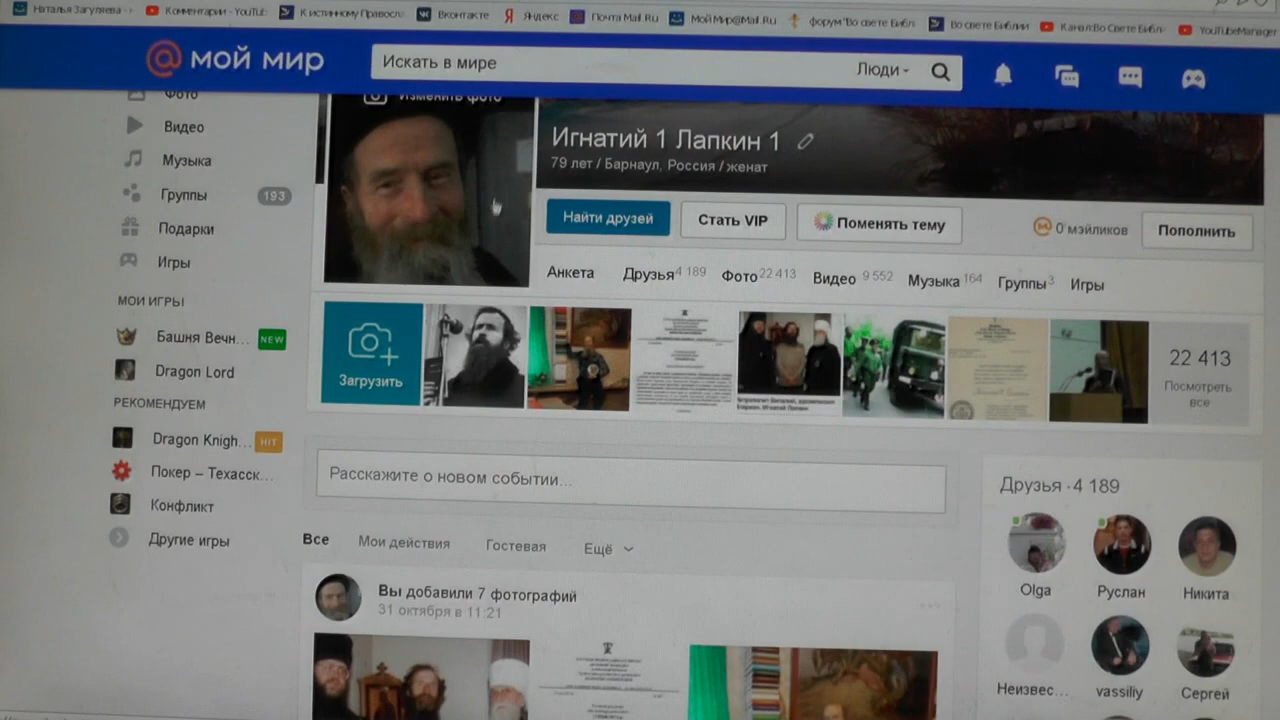 Наталья Загуляева -
Комментарии - YouTub
К истинному Правосл
Вконтакте
Яндекс
Почта Mail.Ru
Мой Мир@Mail.Ru
форум "Во свете Библ
Во свете Библии
Канал:Во Свете Библ
YouTubeManager
мой мир
Искать в мире
Люди
Фото
Изменить фото
Видео
Музыка
Группы 193
Подарки
Игры
МОИ ИГРЫ
Башня Вечн... NEW
Dragon Lord
РЕКОМЕНДУЕМ
Dragon Knigh... HIT
Покер – Техасск...
Конфликт
Другие игры
Игнатий 1 Лапкин 1
79 лет / Барнаул, Россия / женат
Найти друзей
Стать VIP
Поменять тему
0 мэйликов
Пополнить
Анкета Друзья 4 189 Фото 22 413 Видео 9 552 Музыка 164 Группы 3 Игры
Загрузить
22 413
Посмотреть
все
Расскажите о новом событии...
Все Мои действия Гостевая Ещё
Вы добавили 7 фотографий
31 октября в 11:21
Друзья · 4 189
Olga Руслан Никита
Неизвес... vassiliy Сергей